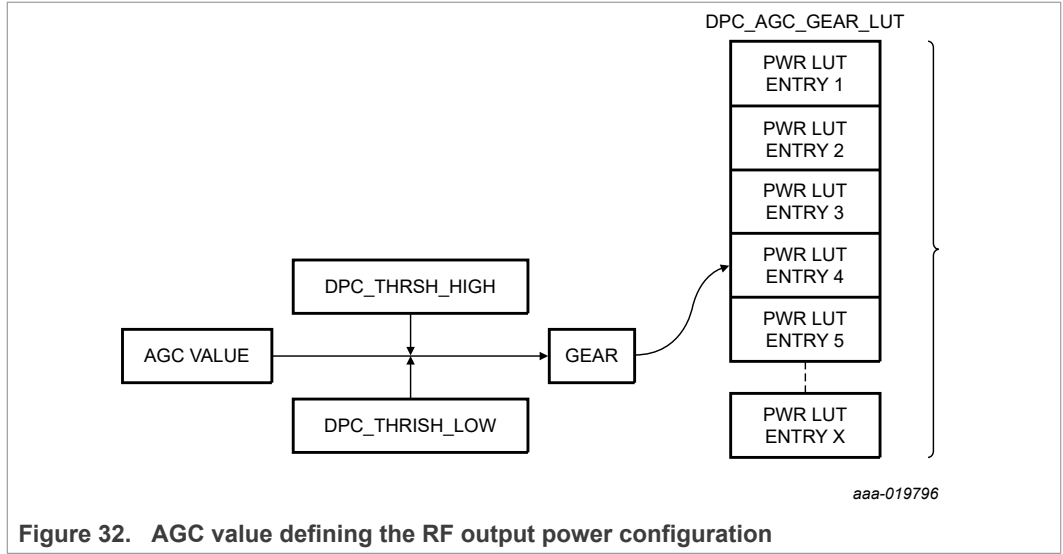 DPC_AGC_GEAR_LUT
PWR LUT
ENTRY 1
PWR LUT
ENTRY 2
PWR LUT
ENTRY 3
PWR LUT
ENTRY 4
PWR LUT
ENTRY 5
PWR LUT
ENTRY X
DPC_THRSH_HIGH
AGC VALUE
GEAR
DPC_THRISH_LOW
aaa-019796
Figure 32. AGC value defining the RF output power configuration